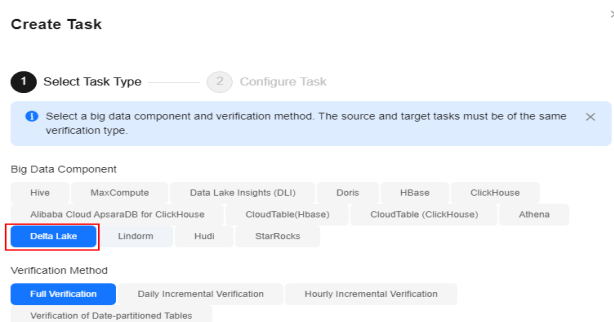 Create Task
1 Select Task Type 2 Configure Task
Select a big data component and verification method. The source and target tasks must be of the same
verification type.
Big Data Component
Hive MaxCompute Data Lake Insights (DLI) Doris HBase ClickHouse
Alibaba Cloud ApsaraDB for ClickHouse CloudTable(Hbase) CloudTable (ClickHouse) Athena
Delta Lake Lindorm Hudi StarRocks
Verification Method
Full Verification Daily Incremental Verification Hourly Incremental Verification
Verification of Date-partitioned Tables